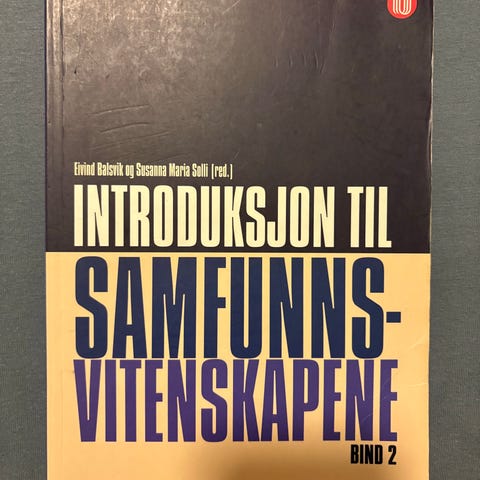 Eivind Balsvik og Susanna Maria Solli (red.)
INTRODUKSJON TIL
SAMFUNNS-
VITENSKAPENE
BIND 2